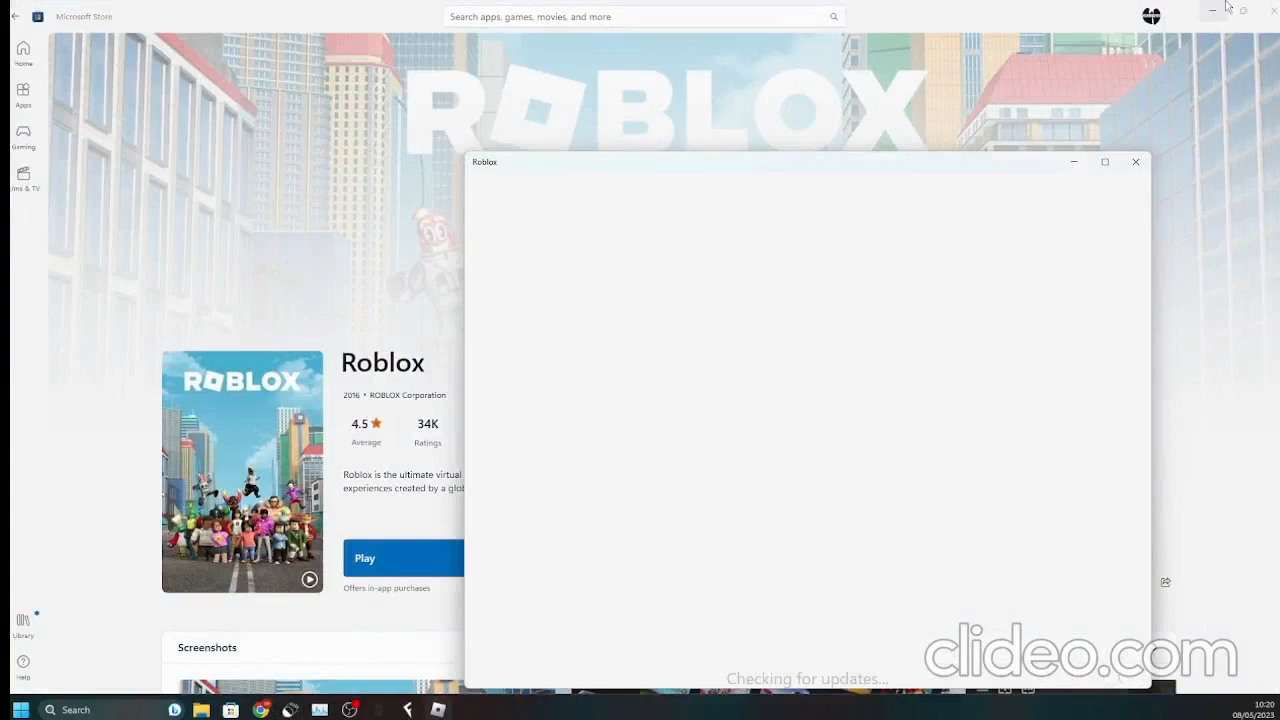 Microsoft Store
Search apps, games, movies, and more
Home
Apps
Gaming
ms & TV
ROBLOX
Roblox
ROBLOX
Roblox
2016 • ROBLOX Corporation
4.5 34K
Average Ratings
Roblox is the ultimate virtual
experiences created by a glob
Play
Offers in-app purchases
Library
Help
Screenshots
Checking for updates...
clideo.com
Search
10:20
08/05/2023